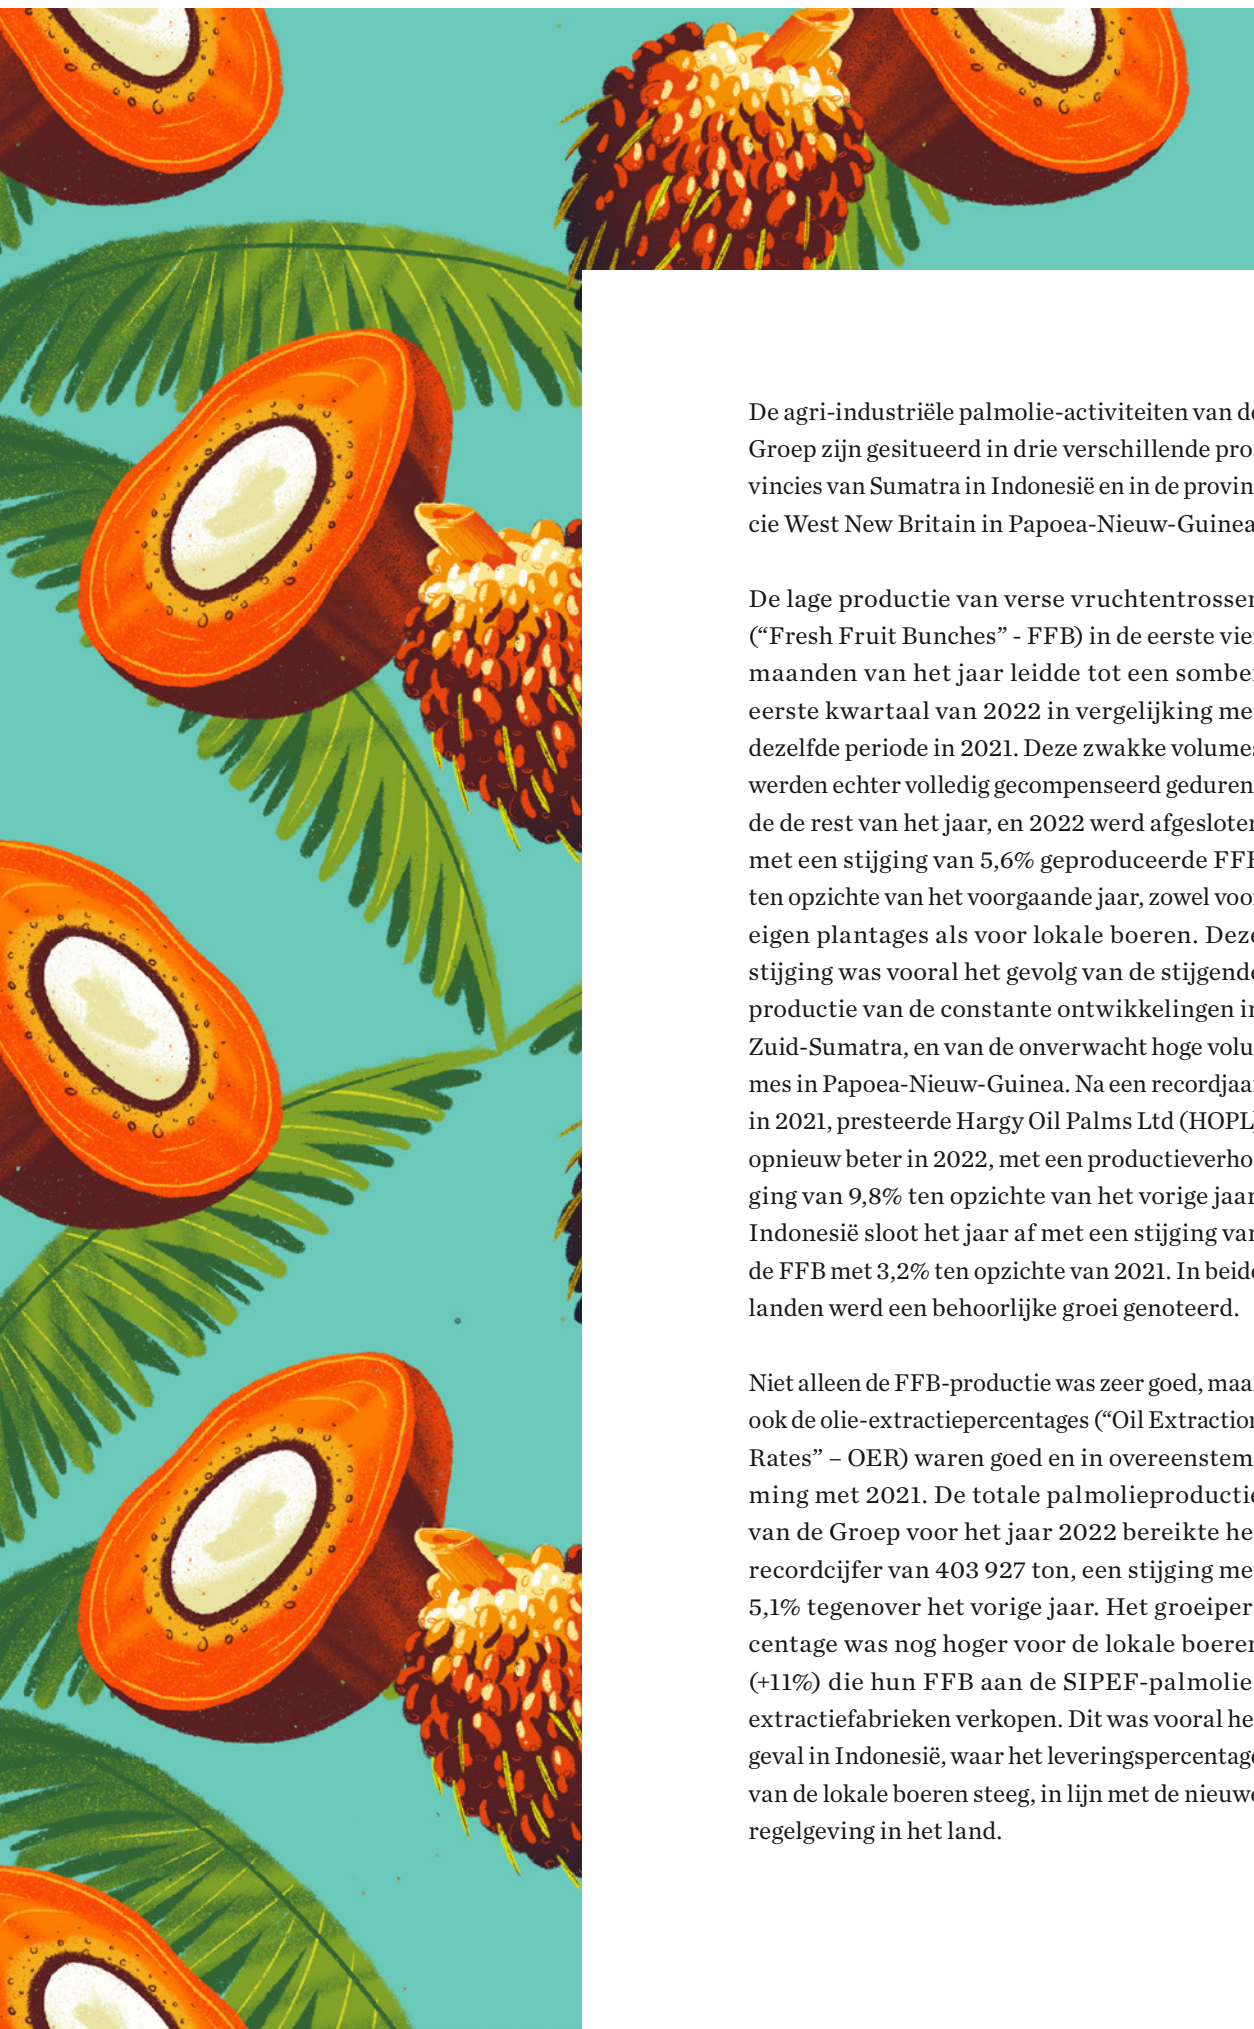 De agri-industriële palmolie-activiteiten van de
Groep zijn gesitueerd in drie verschillende pro
vincies van Sumatra in Indonesië en in de provin
cie West New Britain in Papoea-Nieuw-Guinea
De lage productie van verse vruchtentrossen
(“Fresh Fruit Bunches” - FFB) in de eerste vier
maanden van het jaar leidde tot een somber
eerste kwartaal van 2022 in vergelijking me
dezelfde periode in 2021. Deze zwakke volumes
werden echter volledig gecompenseerd geduren
de de rest van het jaar, en 2022 werd afgesloten
met een stijging van 5,6% geproduceerde FFB
ten opzichte van het voorgaande jaar, zowel voor
eigen plantages als voor lokale boeren. Deze
stijging was vooral het gevolg van de stijgende
productie van de constante ontwikkelingen in
Zuid-Sumatra, en van de onverwacht hoge volu
mes in Papoea-Nieuw-Guinea. Na een recordjaar
in 2021, presteerde Hargy Oil Palms Ltd (HOPL)
opnieuw beter in 2022, met een productieverho
ging van 9,8% ten opzichte van het vorige jaar
Indonesië sloot het jaar af met een stijging van
de FFB met 3,2% ten opzichte van 2021. In beide
landen werd een behoorlijke groei genoteerd.
Niet alleen de FFB-productie was zeer goed, maar
ook de olie-extractiepercentages (“Oil Extraction
Rates” – OER) waren goed en in overeenstem
ming met 2021. De totale palmolieproductie
van de Groep voor het jaar 2022 bereikte he
recordcijfer van 403 927 ton, een stijging me
5,1% tegenover het vorige jaar. Het groeiper
centage was nog hoger voor de lokale boeren
(+11%) die hun FFB aan de SIPEF-palmolie
extractiefabrieken verkopen. Dit was vooral he
geval in Indonesië, waar het leveringspercentage
van de lokale boeren steeg, in lijn met de nieuwe
regelgeving in het land.